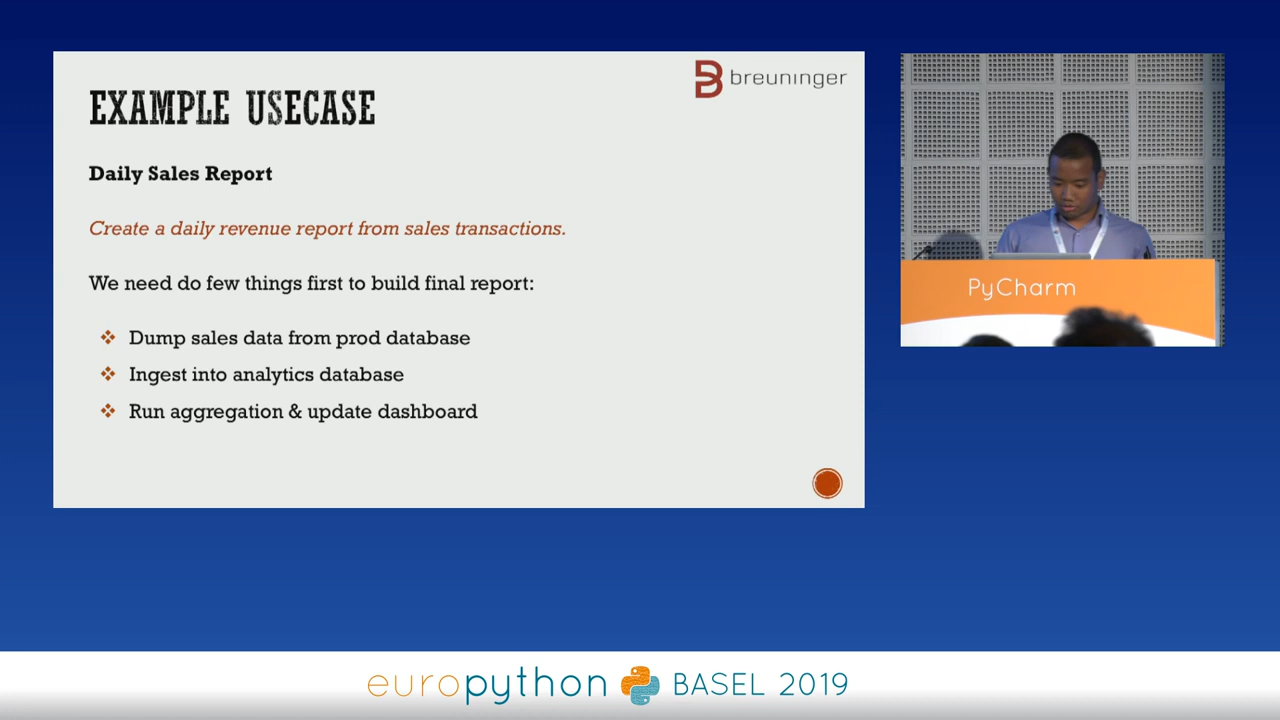 breuninger
EXAMPLE USECASE
Daily Sales Report
Create a daily revenue report from sales transactions.
We need do few things first to build final report:
Dump sales data from prod database
Ingest into analytics database
Run aggregation & update dashboard
PyCharm
europython BASEL 2019